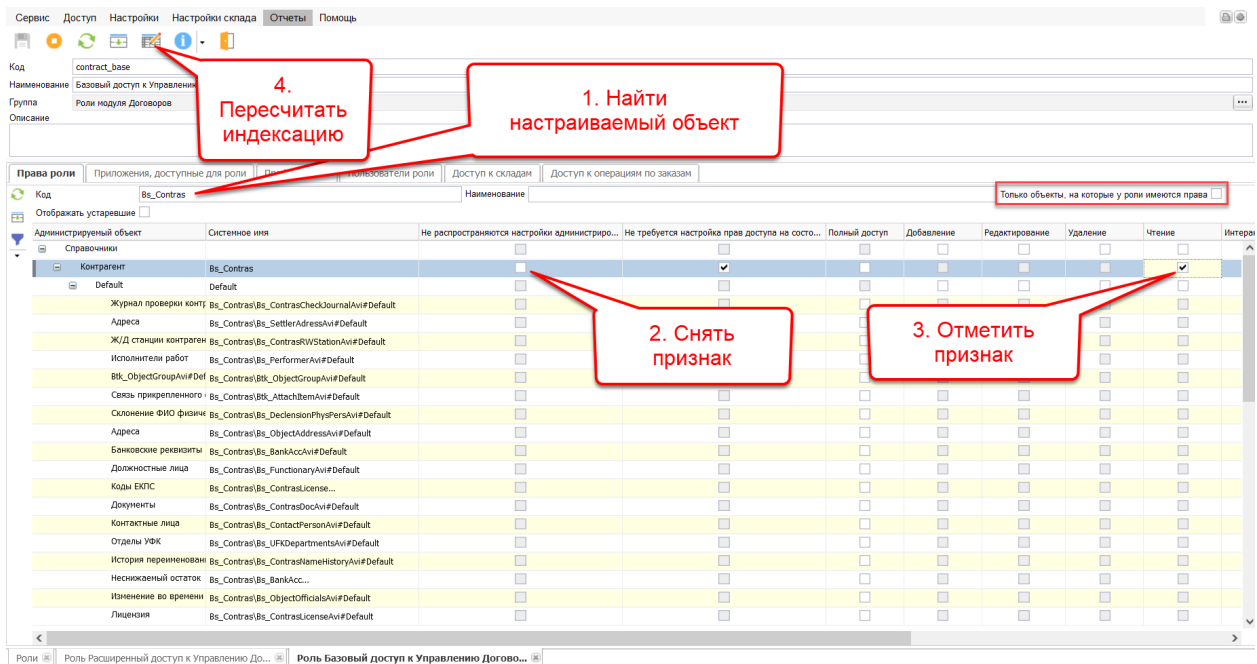 Сервис Доступ Настройки Настройки склада Отчеты Помощь
Код contract_base
Наименование Базовый доступ к Управлению
Группа Роли модуля Договоров
Описание
4.
Пересчитать
индексацию
1. Найти
настраиваемый объект
Права роли Приложения, доступные для роли Пользователи роли Доступ к складам Доступ к операциям по заказам
Код Bs_Contras Наименование Только объекты, на которые у роли имеются права
Отображать устаревшие
Администрируемый объект Системное имя Не распространяются настройки администриро... Не требуется настройка прав доступа на состо... Полный доступ Добавление Редактирование Удаление Чтение Интеран
Справочники
Контрагент Bs_Contras
Default Default
Журнал проверки контр Bs_Contras\Bs_ContrasCheckJournalAvi#Default
Адреса Bs_Contras\Bs_SettlerAdressAvi#Default
Ж/Д станции контраген Bs_Contras\Bs_ContrasRWStationAvi#Default
Исполнители работ Bs_Contras\Bs_PerformerAvi#Default
Btk_ObjectGroupAvi#Def Bs_Contras\Btk_ObjectGroupAvi#Default
Связь прикрепленного Bs_Contras\Btk_AttachItemAvi#Default
Склонение ФИО физиче Bs_Contras\Bs_DeclensionPhysPersAvi#Default
Адреса Bs_Contras\Bs_ObjectAddressAvi#Default
Банковские реквизиты Bs_Contras\Bs_BankAccAvi#Default
Должностные лица Bs_Contras\Bs_FunctionaryAvi#Default
Коды ЕКПС Bs_Contras\Bs_ContrasLicense...
Документы Bs_Contras\Bs_ContrasDocAvi#Default
Контактные лица Bs_Contras\Bs_ContactPersonAvi#Default
Отделы УФК Bs_Contras\Bs_UFKDepartmentsAvi#Default
История переименовані Bs_Contras\Bs_ContrasNameHistoryAvi#Default
Неснижаемый остаток Bs_Contras\Bs_BankAcc...
Изменение во времени Bs_Contras\Bs_ObjectOfficialsAvi#Default
Лицензия Bs_Contras\Bs_ContrasLicenseAvi#Default
2. Снять
признак
3. Отметить
признак
Роли Роль Расширенный доступ к Управлению До... Роль Базовый доступ к Управлению Догово...